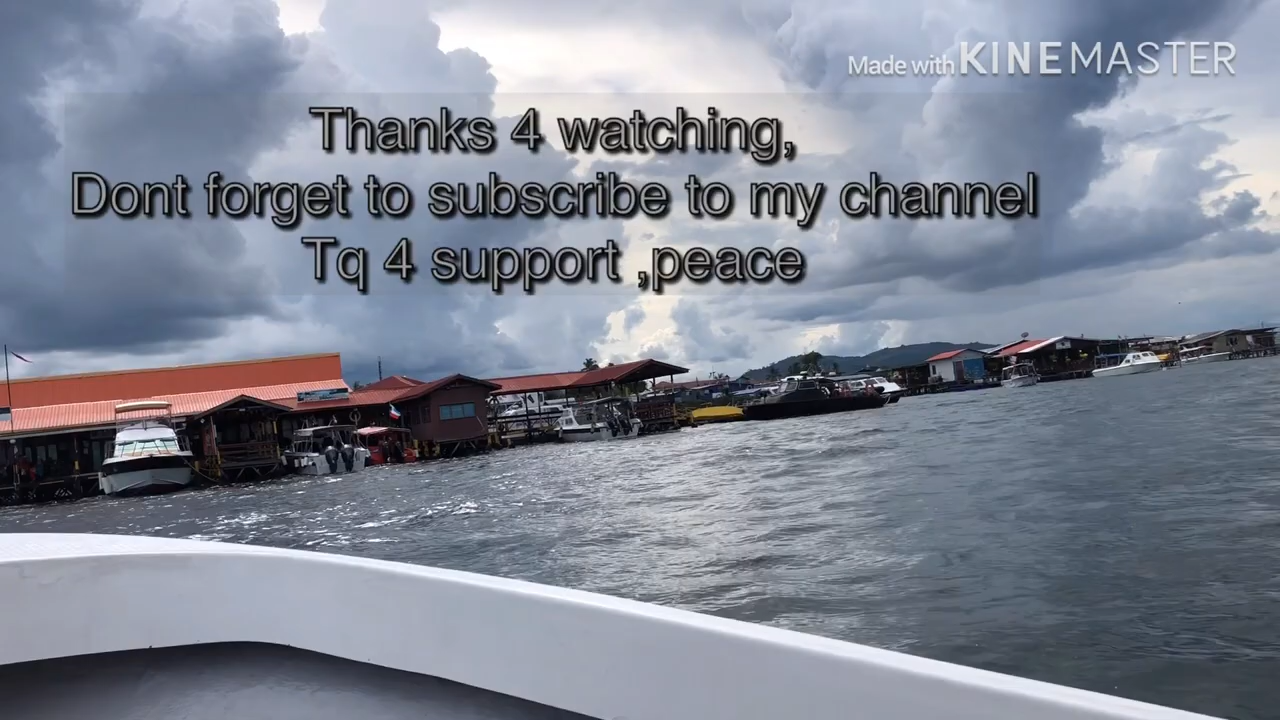 Made with KINEMASTER
Thanks 4 watching,
Dont forget to subscribe to my channel
Tq 4 support ,peace